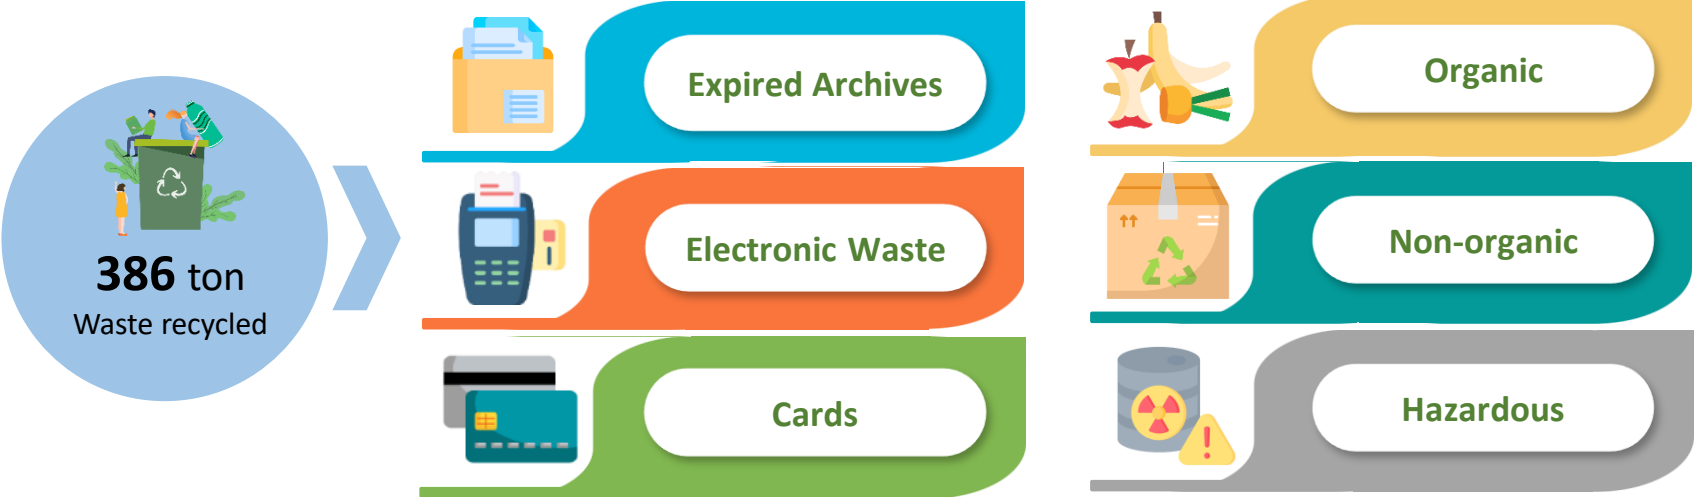 386 ton
Waste recycled
Expired Archives
Electronic Waste
Cards
Organic
Non-organic
Hazardous